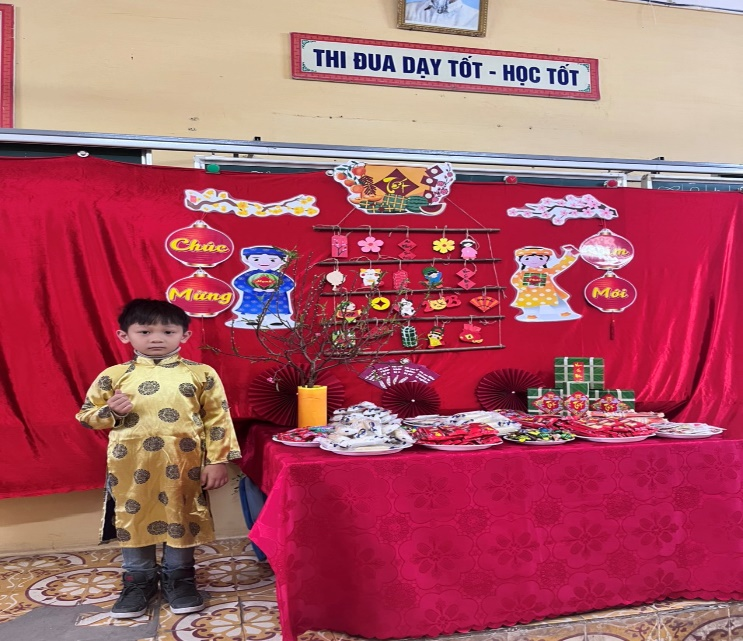 THI ĐUA DẠY TỐT - HỌC TỐT
Tết
Chúc
Mừng
Năm
Mới